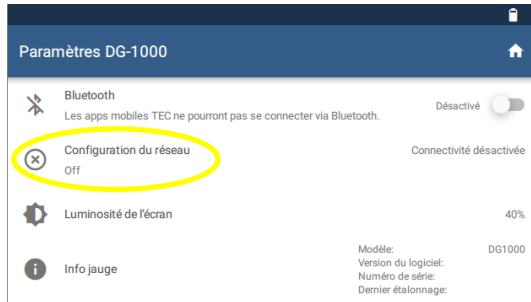 Paramètres DG-1000
Bluetooth
Les apps mobiles TEC ne pourront pas se connecter via Bluetooth.
Désactivé
Configuration du réseau
Off
Connectivité désactivée
Luminosité de l'écran
40%
Info jauge
Modèle: DG1000
Version du logiciel:
Numéro de série:
Dernier étalonnage: